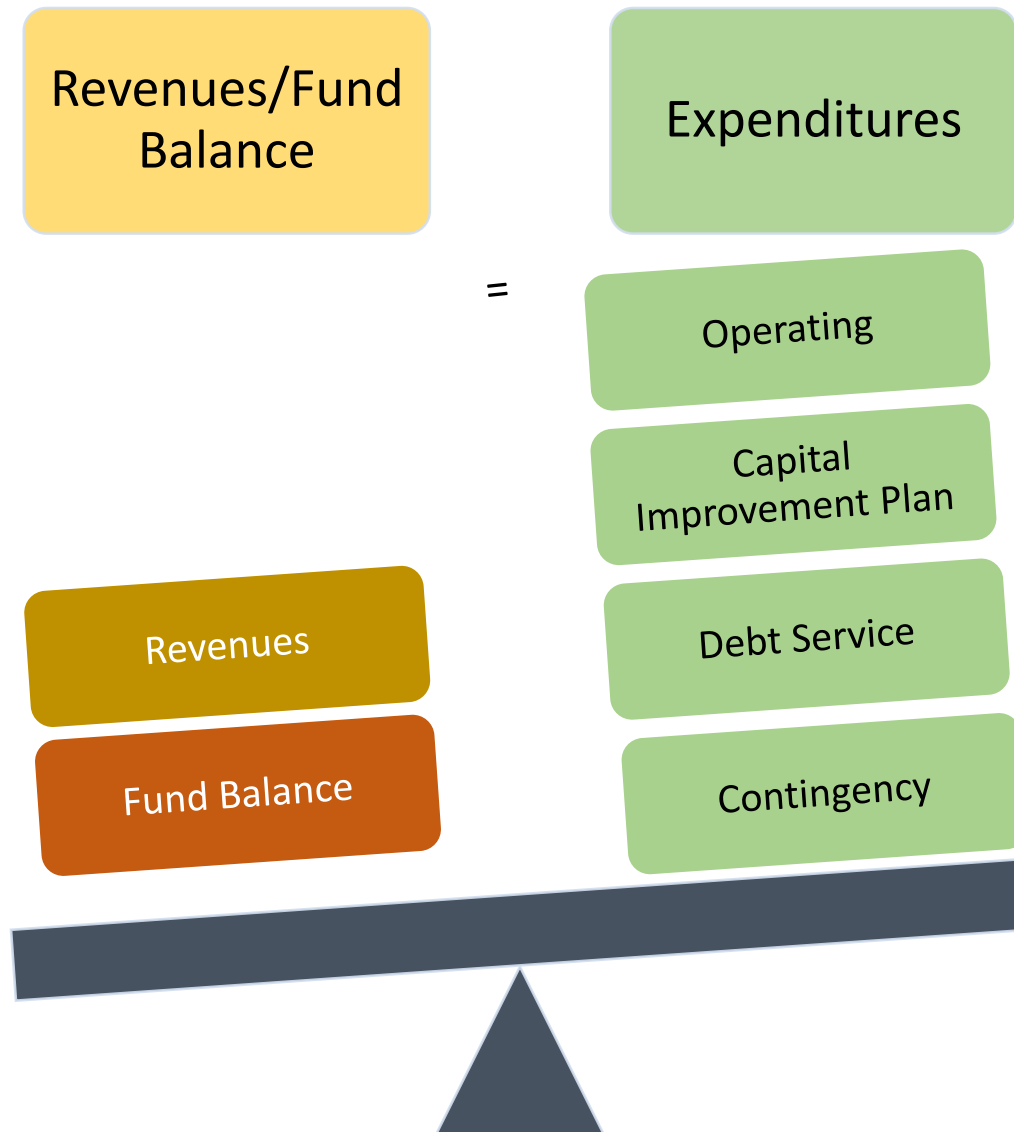 Revenues/Fund
Balance
Expenditures
=
Operating
Capital
Improvement Plan
Debt Service
Contingency
Revenues
Fund Balance